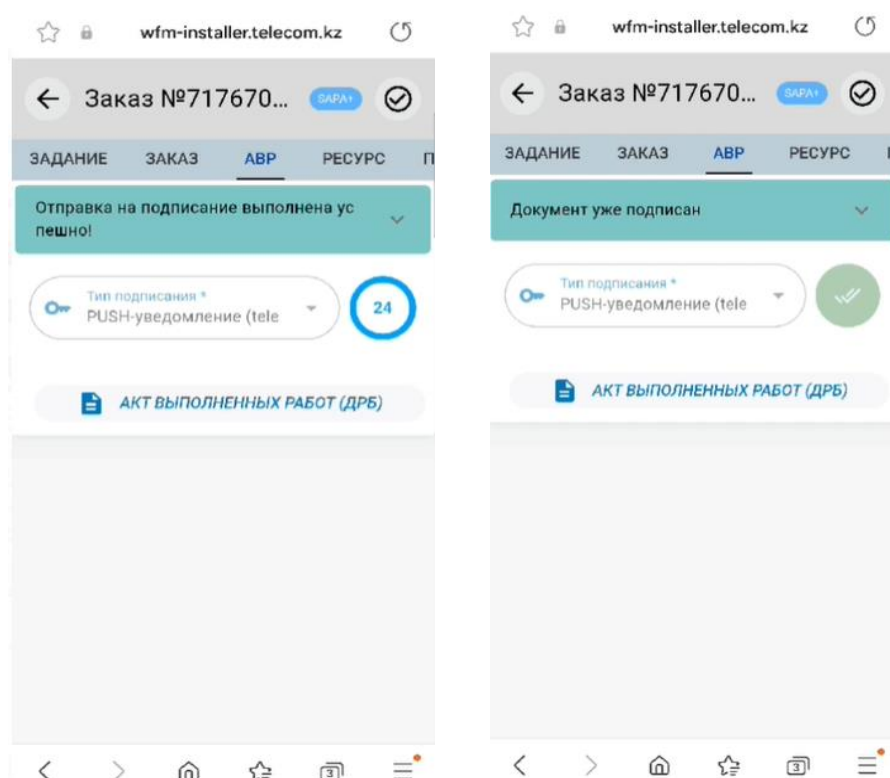 wfm-installer.telecom.kz
Заказ №717670... SAPA+
ЗАДАНИЕ ЗАКАЗ АВР РЕСУРС П
Отправка на подписание выполнена ус
пешно!
Тип подписания *
PUSH-уведомление (tele
24
АКТ ВЫПОЛНЕННЫХ РАБОТ (ДРБ)
3
wfm-installer.telecom.kz
Заказ №717670... SAPA+
ЗАДАНИЕ ЗАКАЗ АВР РЕСУРС
Документ уже подписан
Тип подписания *
PUSH-уведомление (tele
АКТ ВЫПОЛНЕННЫХ РАБОТ (ДРБ)
3